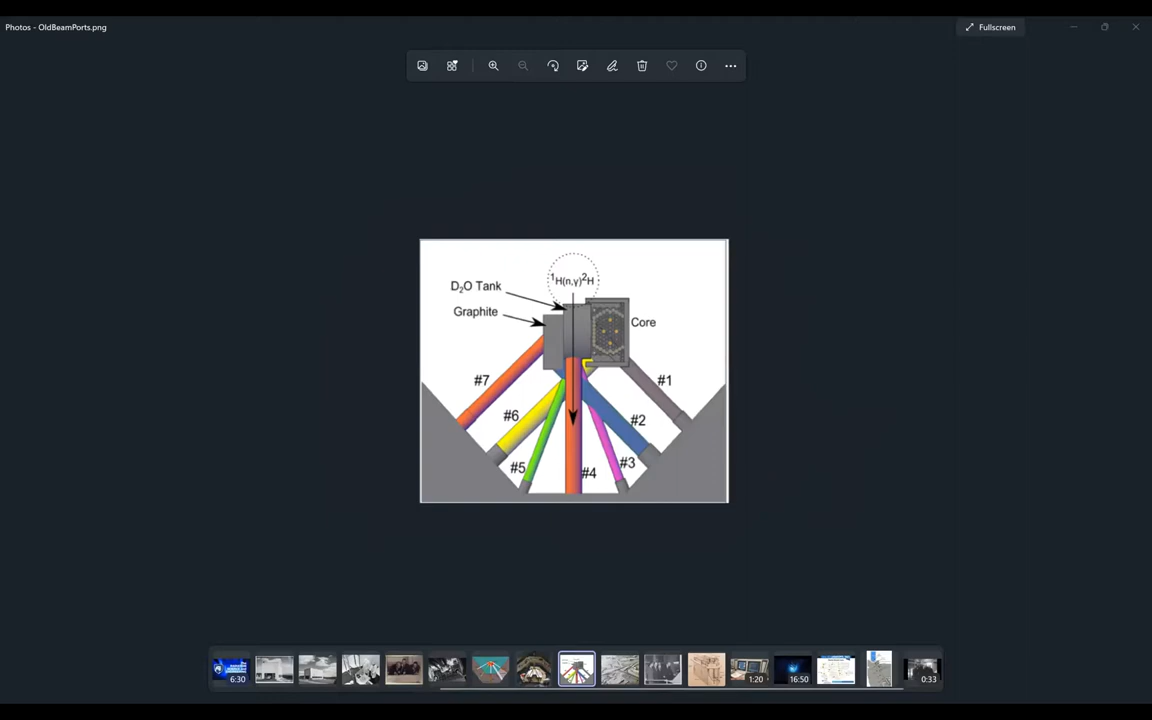 Photos - OldBeamPorts.png
Fullscreen
¹H(n,γ)²H
D₂O Tank
Graphite
Core
#7
#1
#6
#2
#5
#4
#3
6:30
1:20
16:50
0:33